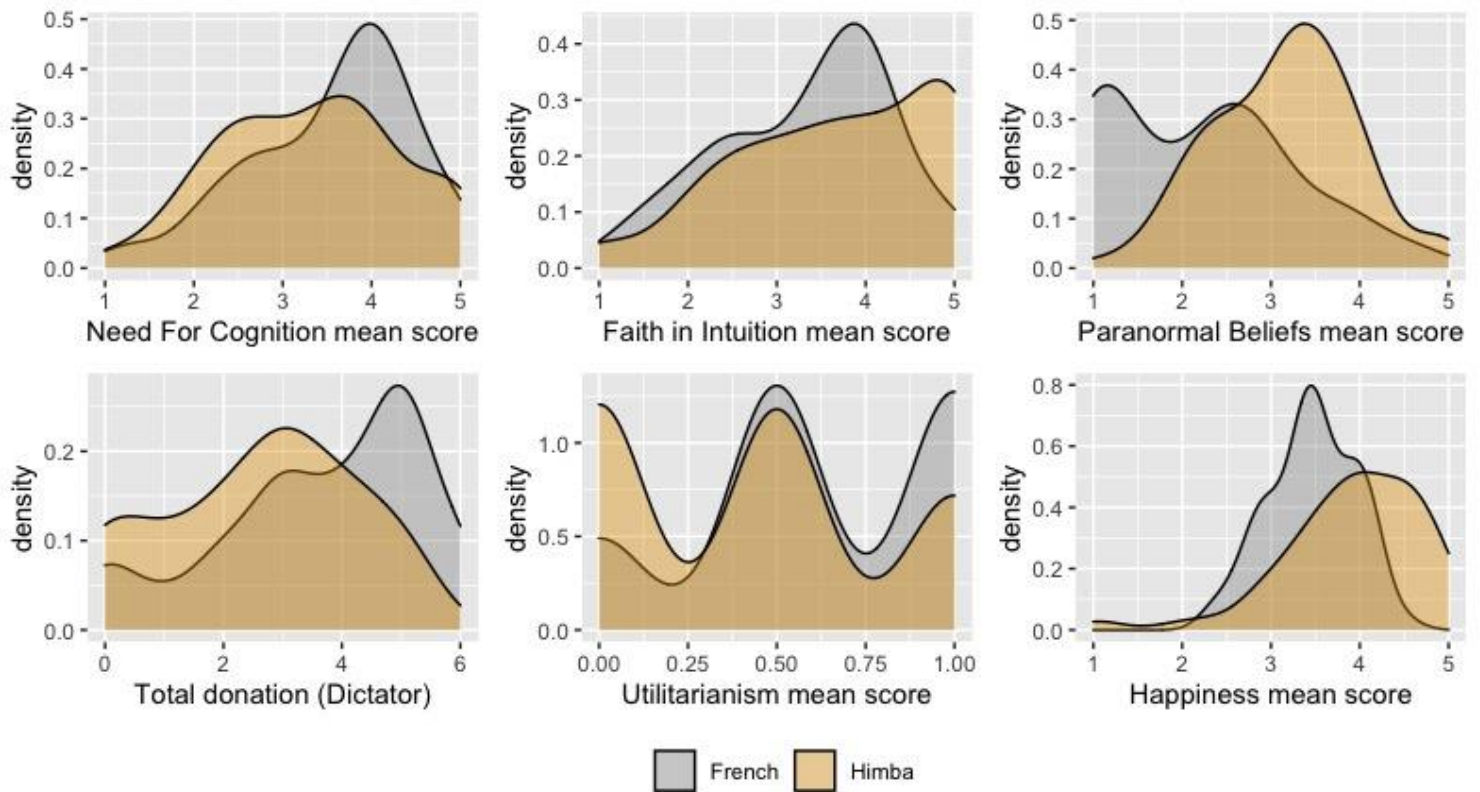 density
0.5
0.4
0.3
0.2
0.1
0.0
1 2 3 4 5
Need For Cognition mean score
density
0.4
0.3
0.2
0.1
0.0
1 2 3 4 5
Faith in Intuition mean score
density
0.5
0.4
0.3
0.2
0.1
0.0
1 2 3 4 5
Paranormal Beliefs mean score
density
0.2
0.1
0.0
0 2 4 6
Total donation (Dictator)
density
1.0
0.5
0.0
0.00 0.25 0.50 0.75 1.00
Utilitarianism mean score
density
0.8
0.6
0.4
0.2
0.0
1 2 3 4 5
Happiness mean score
French Himba